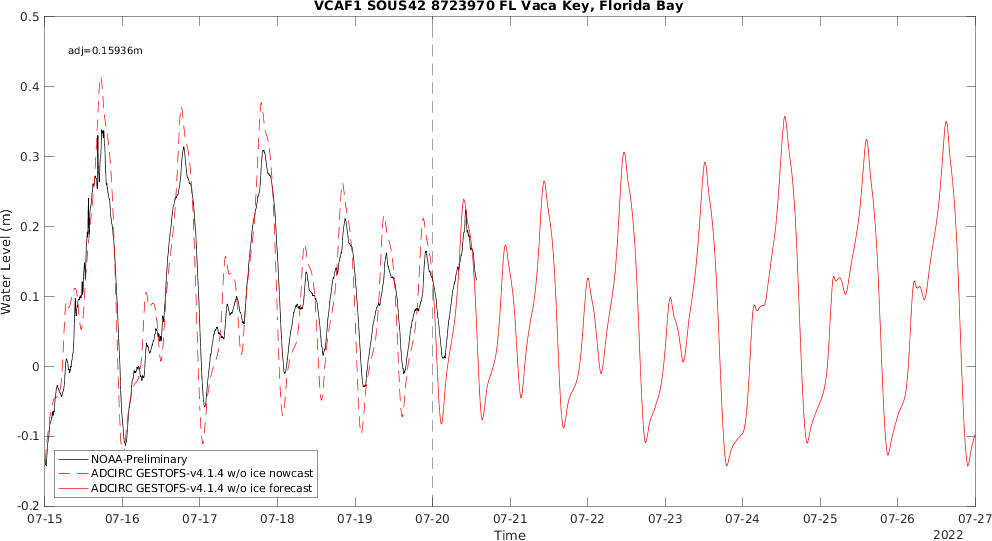 VCAF1 SOUS42 8723970 FL Vaca Key, Florida Bay
0.5
adj=0.15936m
0.4
0.3
0.2
Water Level (m)
0.1
0
-0.1
NOAA-Preliminary
ADCIRC GESTOFS-v4.1.4 w/o ice nowcast
ADCIRC GESTOFS-v4.1.4 w/o ice forecast
-0.2
07-15 07-16 07-17 07-18 07-19 07-20 07-21 07-22 07-23 07-24 07-25 07-26 07-27
Time
2022